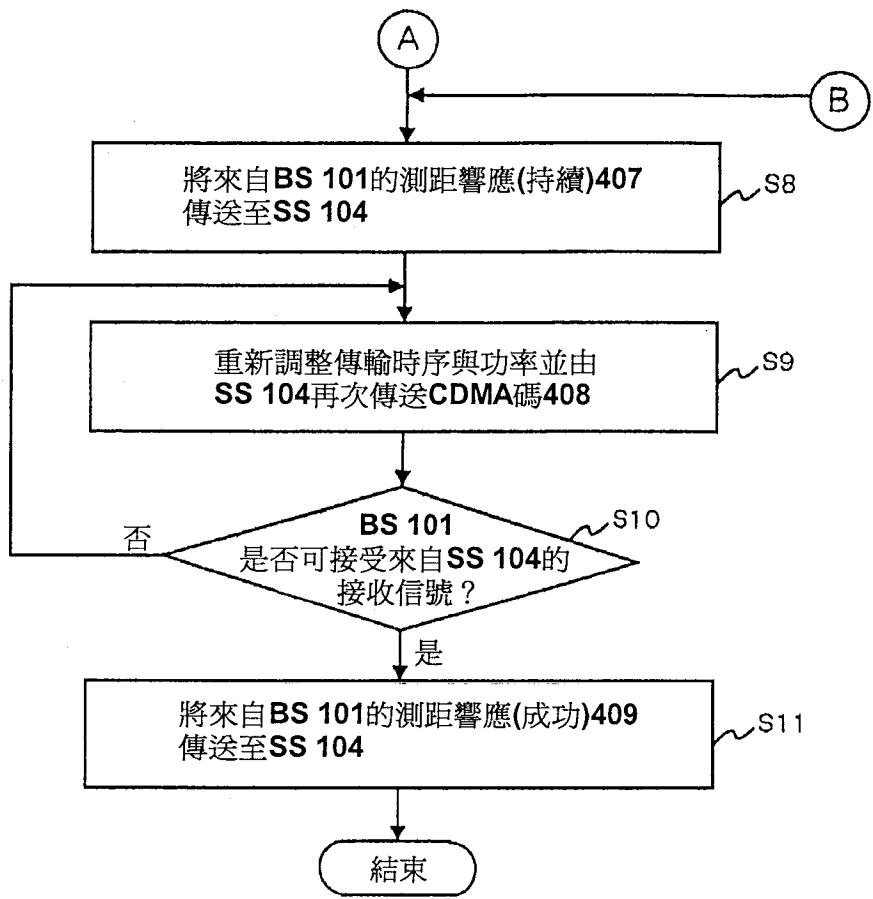 A
B
將來自BS 101的測距響應(持續)407
傳送至SS 104
S8
重新調整傳輸時序與功率並由
SS 104再次傳送CDMA碼408
S9
BS 101
是否可接受來自SS 104的
接收信號？
S10
否
是
將來自BS 101的測距響應(成功)409
傳送至SS 104
S11
結束